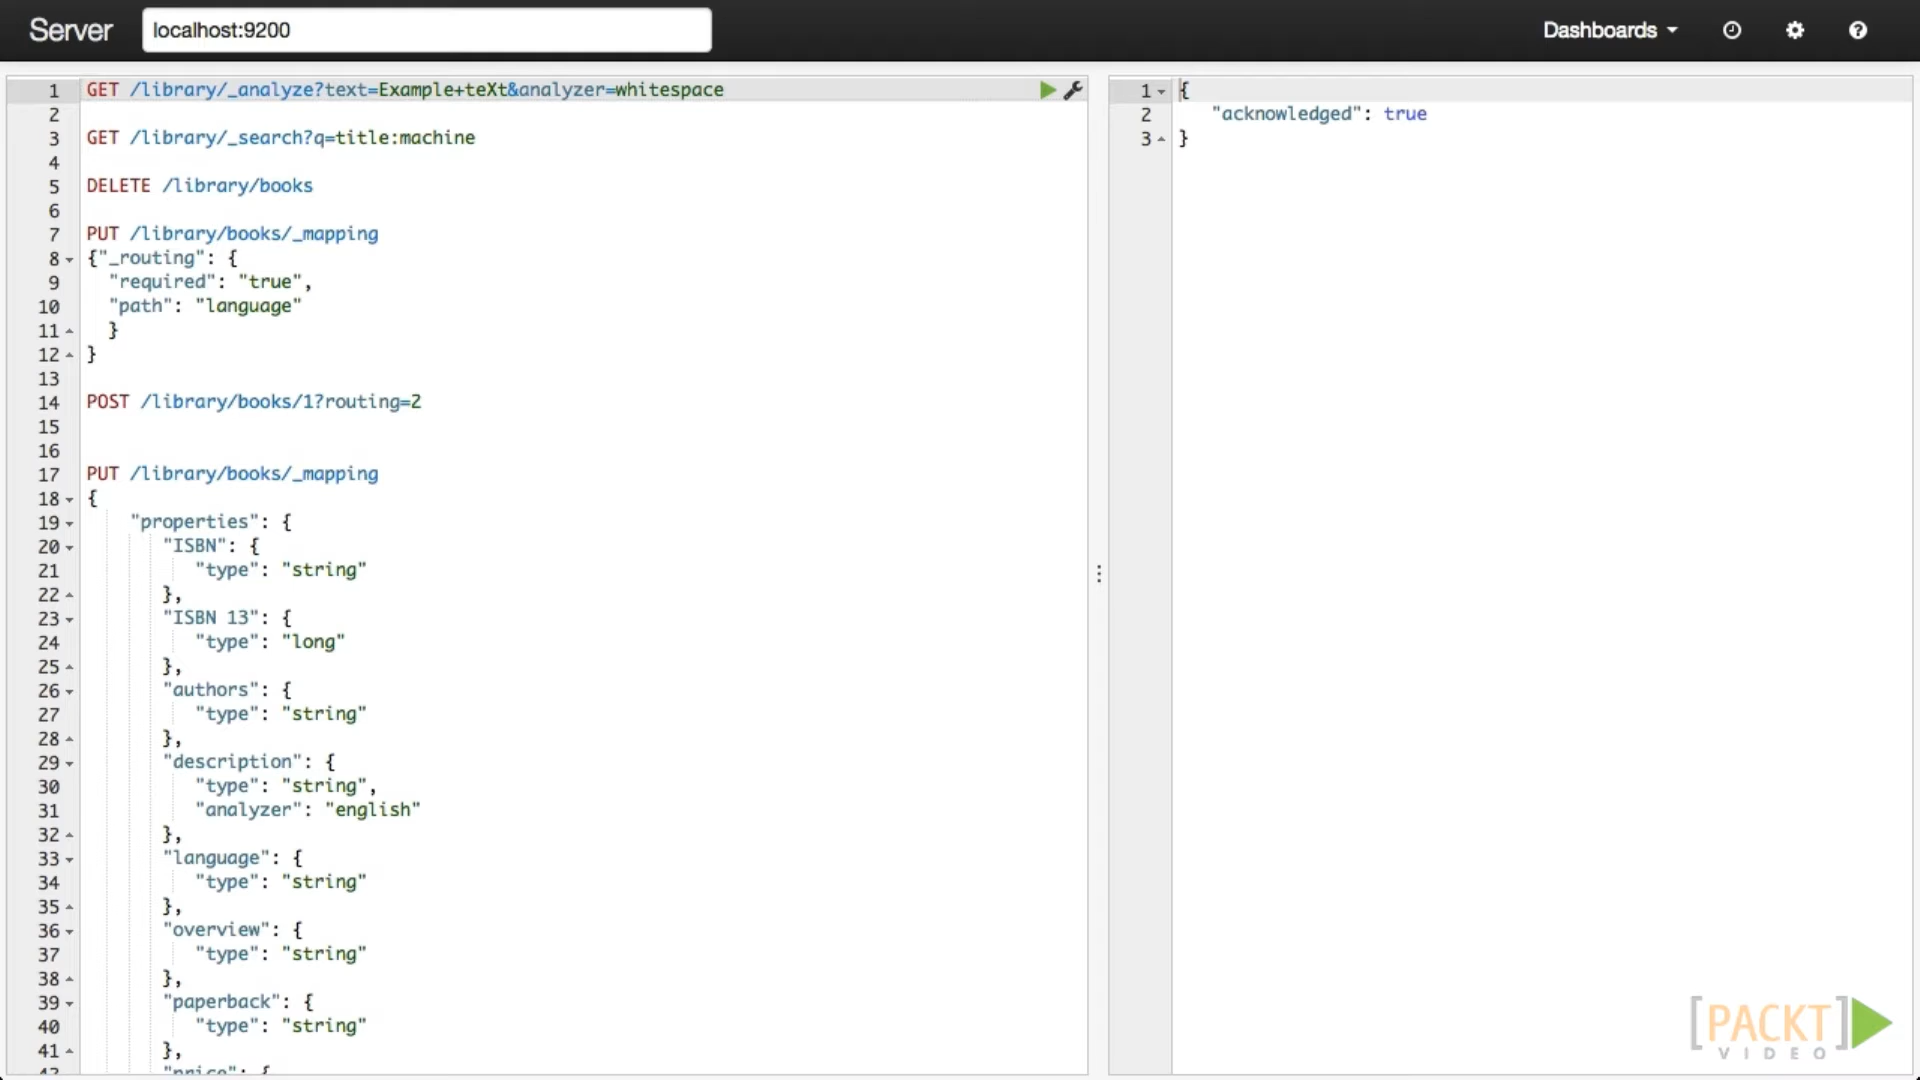 Server localhost:9200 Dashboards
1 GET /library/_analyze?text=Example+teXt&analyzer=whitespace
2
3 GET /library/_search?q=title:machine
4
5 DELETE /library/books
6
7 PUT /library/books/_mapping
8 {"_routing": {
9 "required": "true",
10 "path": "language"
11 }
12 }
13
14 POST /library/books/1?routing=2
15
16
17 PUT /library/books/_mapping
18 {
19 "properties": {
20 "ISBN": {
21 "type": "string"
22 },
23 "ISBN 13": {
24 "type": "long"
25 },
26 "authors": {
27 "type": "string"
28 },
29 "description": {
30 "type": "string",
31 "analyzer": "english"
32 },
33 "language": {
34 "type": "string"
35 },
36 "overview": {
37 "type": "string"
38 },
39 "paperback": {
40 "type": "string"
41 },
42 "price": {
1 {
2 "acknowledged": true
3 }
[PACKT]
VIDEO